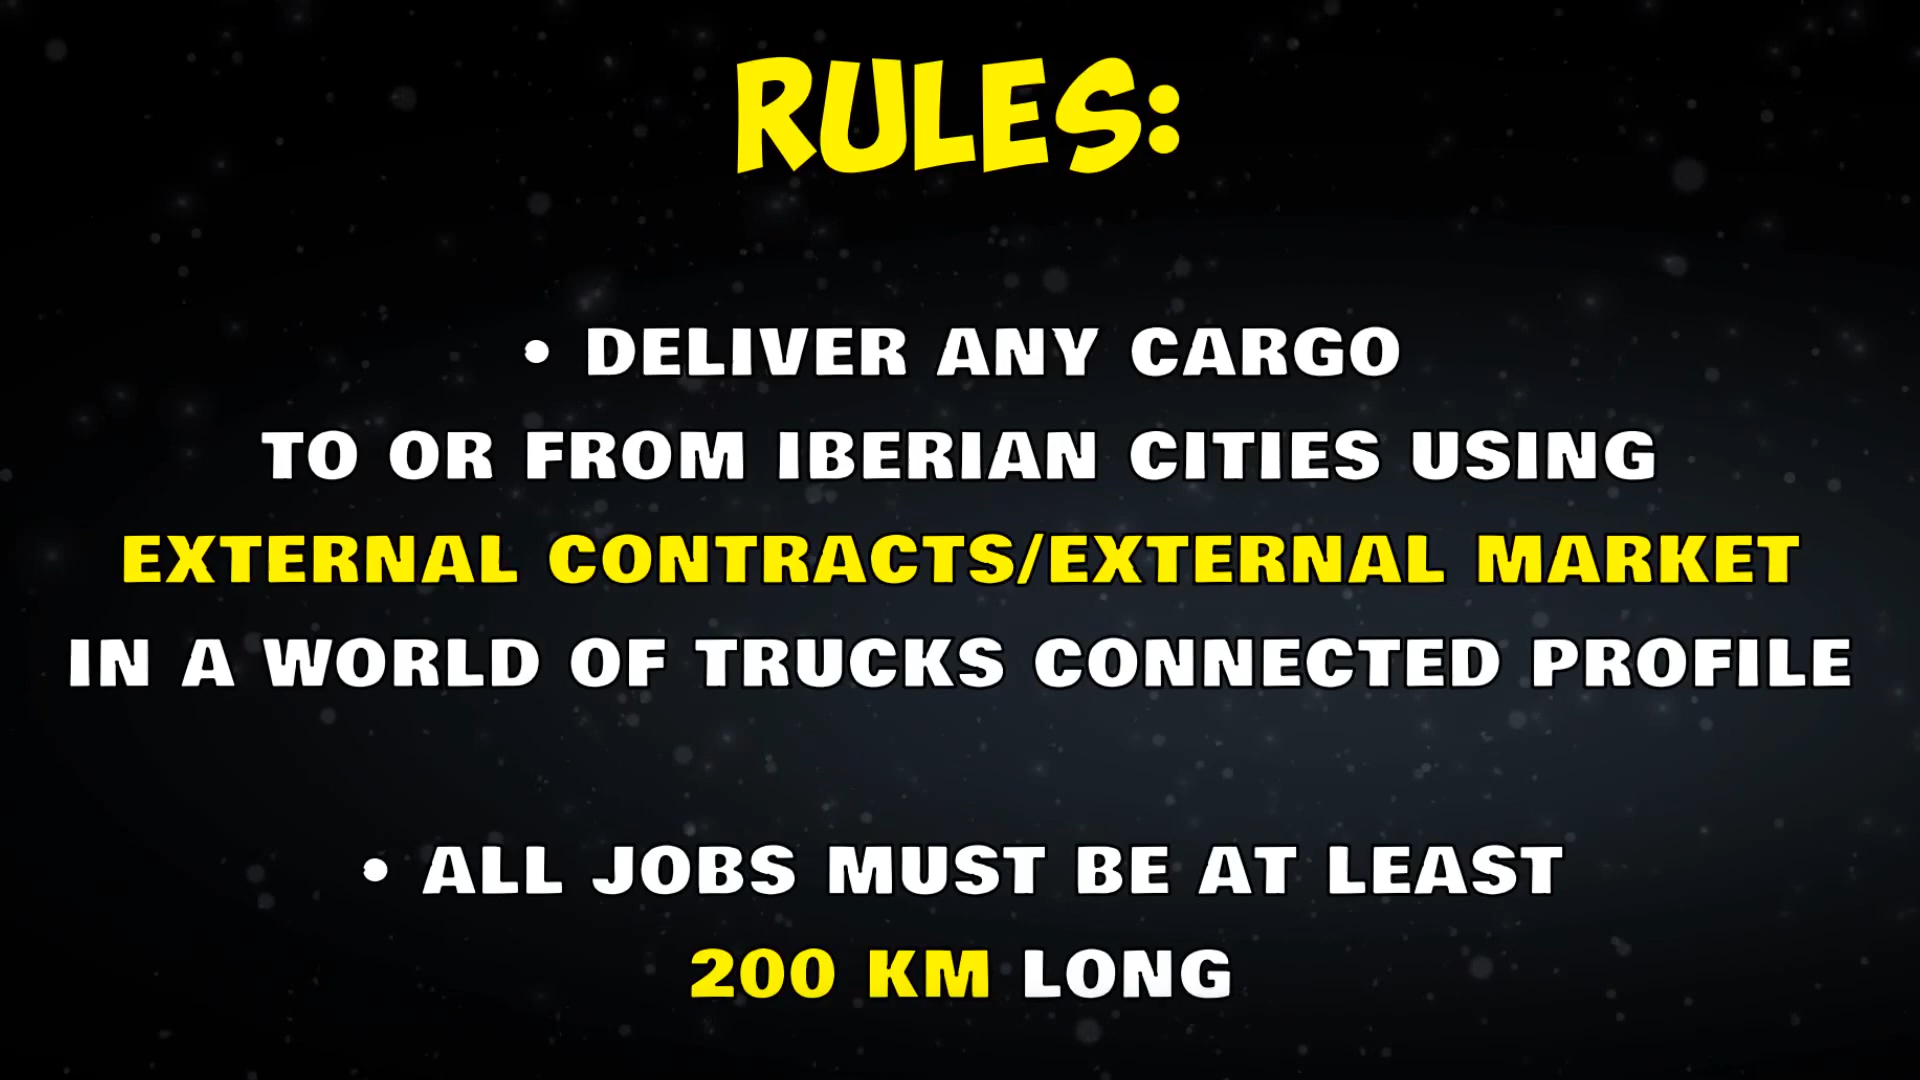 RULES:
• DELIVER ANY CARGO
TO OR FROM IBERIAN CITIES USING
EXTERNAL CONTRACTS/EXTERNAL MARKET
IN A WORLD OF TRUCKS CONNECTED PROFILE
• ALL JOBS MUST BE AT LEAST
200 KM LONG